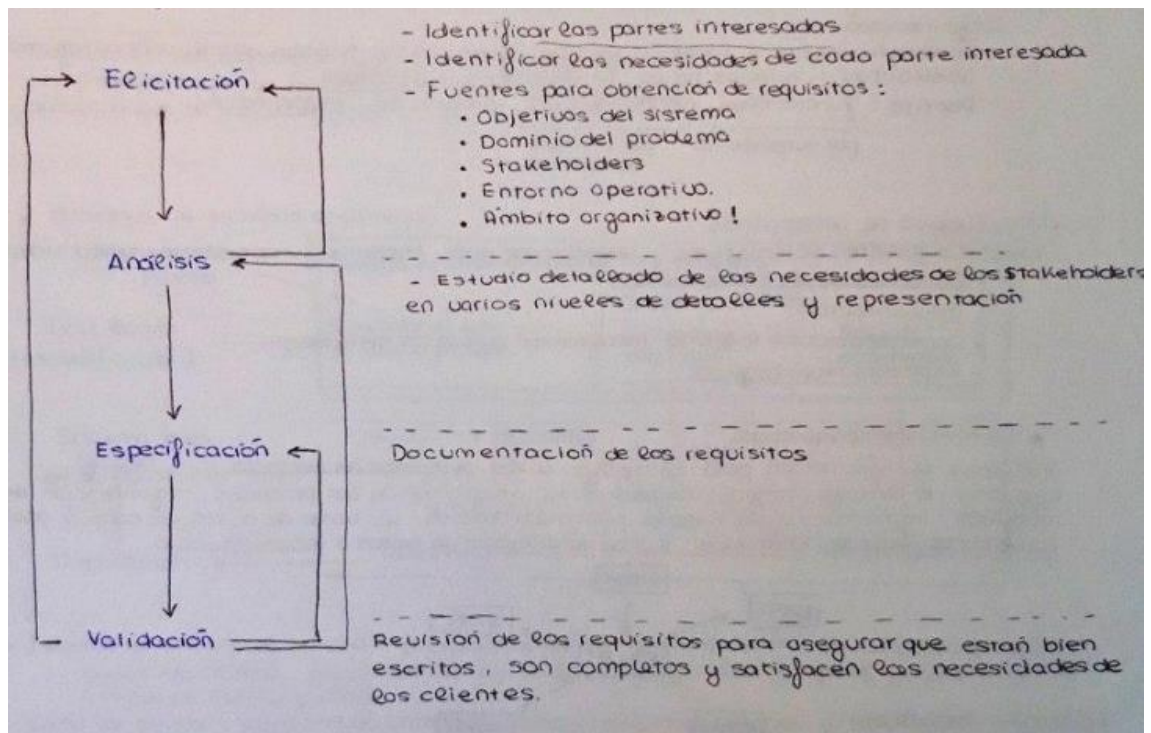 - Identificar las partes interesadas
- Identificar las necesidades de cada parte interesada
Elicitación
- Fuentes para obtención de requisitos:
• Objetivos del sistema
• Dominio del problema
• Stakeholders
• Entorno operativo.
• Ámbito organizativo!
Análisis
- Estudio detallado de las necesidades de los Stakeholders
en varios niveles de detalles y representación
Especificación
Documentación de los requisitos
Validación
Revisión de los requisitos para asegurar que están bien
escritos, son completos y satisfacen las necesidades de
los clientes.